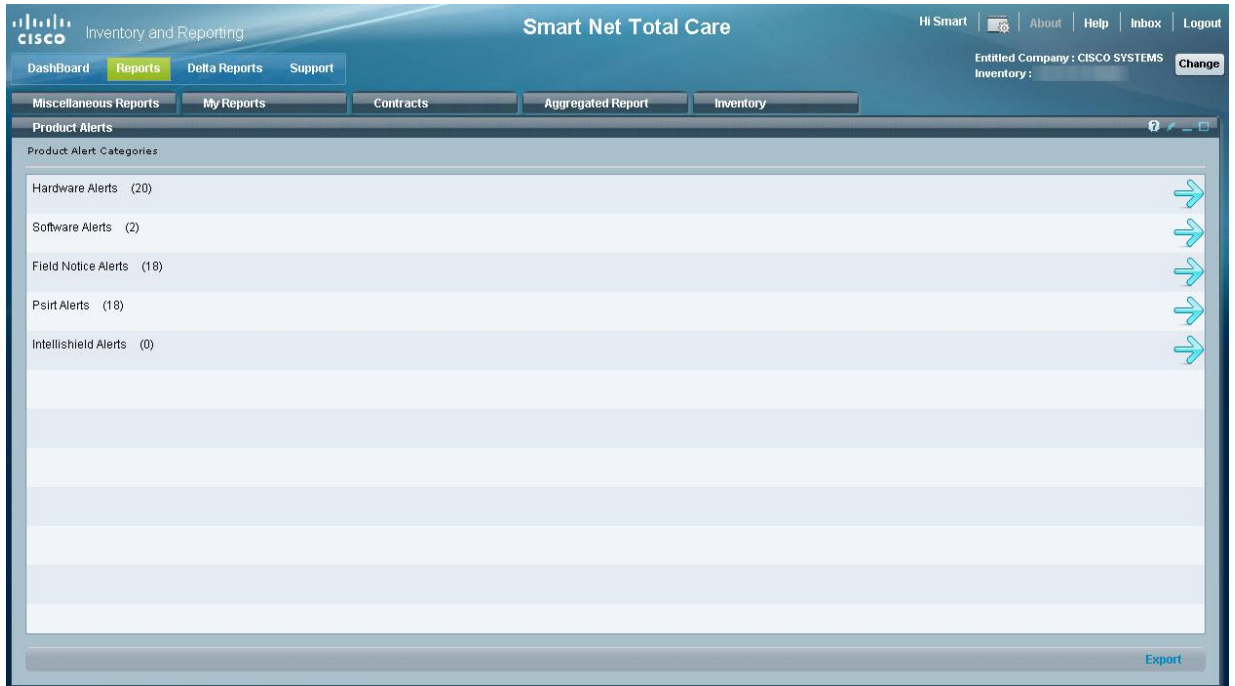 CISCO Inventory and Reporting
Smart Net Total Care
Hi Smart About Help Inbox Logout
Entitled Company : CISCO SYSTEMS
Inventory :
Change
DashBoard Reports Delta Reports Support
Miscellaneous Reports My Reports Contracts Aggregated Report Inventory
Product Alerts
Product Alert Categories
Hardware Alerts (20)
Software Alerts (2)
Field Notice Alerts (18)
Psirt Alerts (18)
Intellishield Alerts (0)
Export